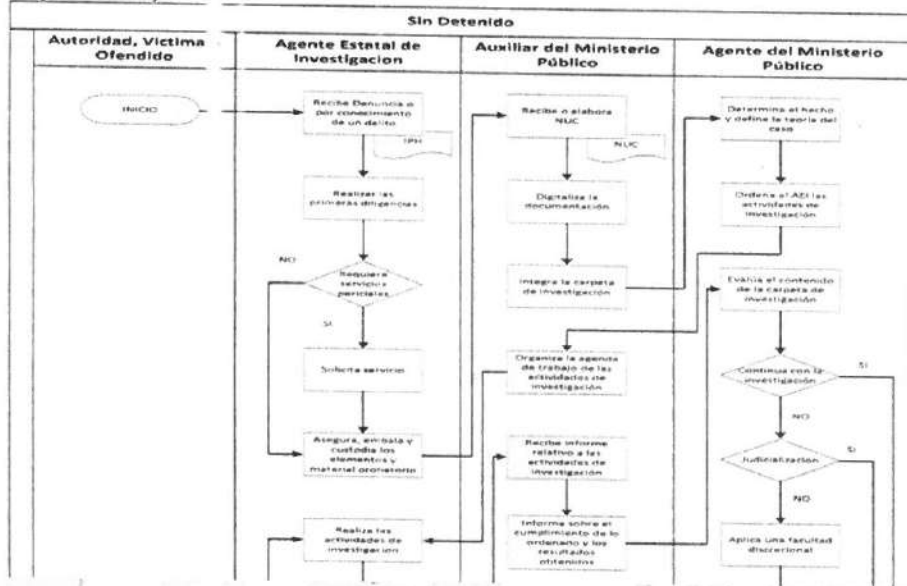 Sin Detenido
Autoridad, Victima
Ofendido
Agente Estatal de
Investigacion
Auxiliar del Ministerio
Público
Agente del Ministerio
Público
INICIO
Recibe Denuncia o
por conocimiento
de un delito
IPH
Realizar las
primeras diligencias
NO
Requiere
servicios
periciales
SI
Solicita servicio
Asegura, embala y
custodia los
elementos y
material probatorio
Realiza las
actividades de
investigación
Recibe o elabora
NUC
NUC
Digitaliza la
documentación
Integra la carpeta
de investigación
Organiza la agenda
de trabajo de las
actividades de
investigación
Recibe informe
relativo a las
actividades de
investigación
Informe sobre el
cumplimiento de lo
ordenado y los
resultados
obtenidos
Determina el hecho
y define la teoría del
caso
Ordena al AEI las
actividades de
investigación
Evalúa el contenido
de la carpeta de
investigación
Continua con la
investigación
SI
NO
Judicialización
SI
NO
Aplica una facultad
discrecional